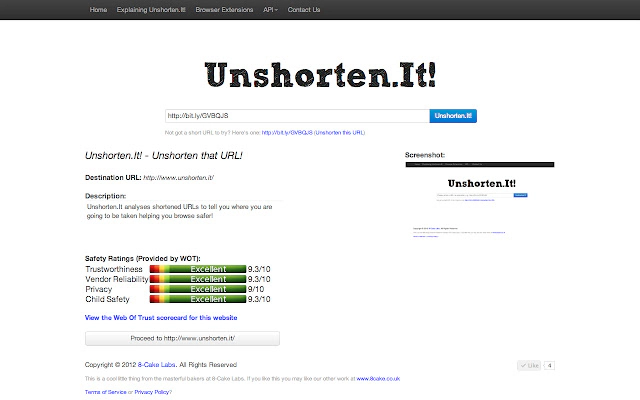 Home Explaining Unshorten.It! Browser Extensions API Contact Us
Unshorten.It!
http://bit.ly/GVBQJS Unshorten.It!
Not got a short URL to try? Here's one: http://bit.ly/GVBQJS (Unshorten this URL)
Unshorten.It! - Unshorten that URL!
Screenshot:
Destination URL: http://www.unshorten.it/
Unshorten.It!
Description:
Unshorten.It analyses shortened URLs to tell you where you are
going to be taken helping you browse safer!
Safety Ratings (Provided by WOT):
Trustworthiness Excellent 9.3/10
Vendor Reliability Excellent 9.3/10
Privacy Excellent 9/10
Child Safety Excellent 9.3/10
View the Web Of Trust scorecard for this website
Proceed to http://www.unshorten.it/
Copyright © 2012 8-Cake Labs. All Rights Reserved
Like 4
This is a cool little thing from the masterful bakers at 8-Cake Labs. If you like this you may like our other work at www.8cake.co.uk
Terms of Service or Privacy Policy?